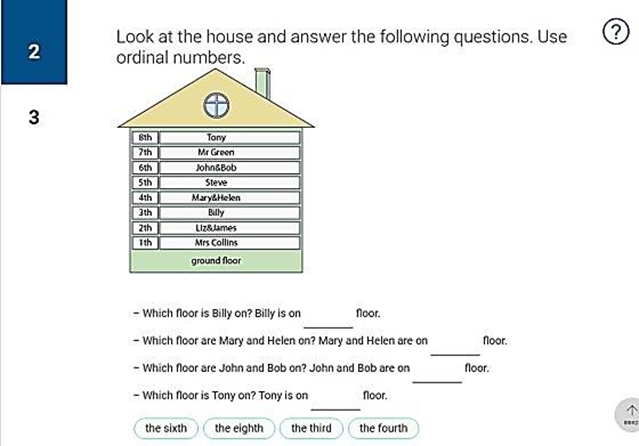 2
3
Look at the house and answer the following questions. Use
ordinal numbers.
?
8th Tony
7th Mr Green
6th John&Bob
5th Steve
4th Mary&Helen
3th Billy
2th Liz&James
1th Mrs Collins
ground floor
– Which floor is Billy on? Billy is on ______ floor.
– Which floor are Mary and Helen on? Mary and Helen are on ______ floor.
– Which floor are John and Bob on? John and Bob are on ______ floor.
– Which floor is Tony on? Tony is on ______ floor.
the sixth the eighth the third the fourth